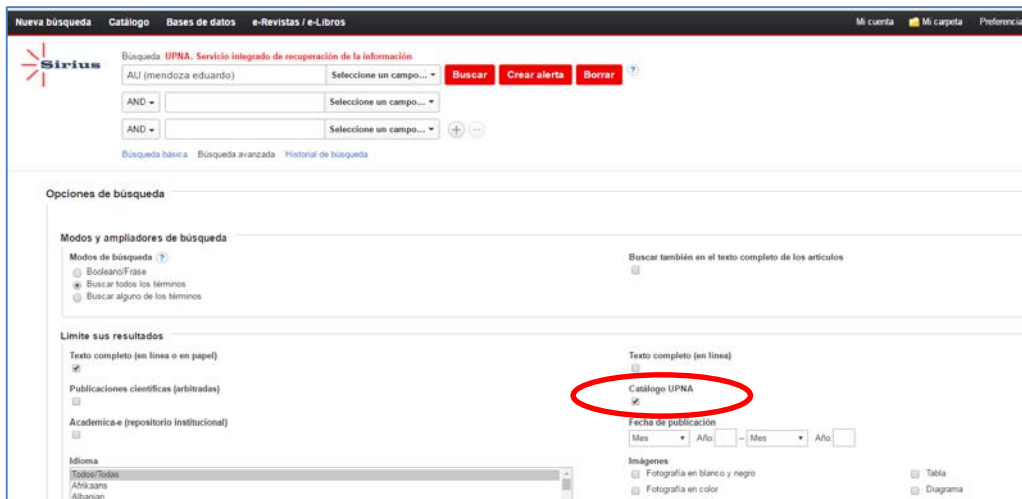 Nueva búsqueda Catálogo Bases de datos e-Revistas / e-Libros Mi cuenta Mi carpeta Preferencia
Sirius
Búsqueda: UPNA. Servicio integrado de recuperación de la información
AU (mendoza eduardo) Seleccione un campo... Buscar Crear alerta Borrar ?
AND Seleccione un campo...
AND Seleccione un campo... + −
Búsqueda básica Búsqueda avanzada Historial de búsqueda
Opciones de búsqueda
Modos y ampliadores de búsqueda
Modos de búsqueda ? Buscar también en el texto completo de los artículos
Booleano/Frase
Buscar todos los términos
Buscar alguno de los términos
Limite sus resultados
Texto completo (en línea o en papel) Texto completo (en línea)
Publicaciones científicas (arbitradas) Catálogo UPNA
Academica-e (repositorio institucional) Fecha de publicación
Mes Año: – Mes Año:
Idioma Imágenes
Todos/Todas Fotografía en blanco y negro Tabla
Afrikaans Fotografía en color Diagrama
Albanian